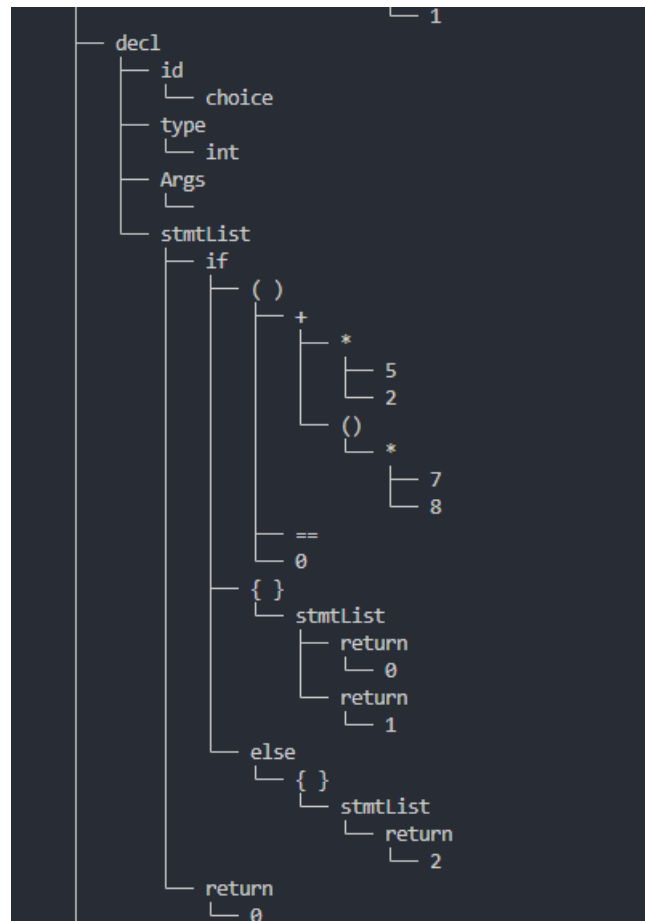 1
decl
id
choice
type
int
Args
stmtList
if
( )
+
*
5
2
()
*
7
8
==
0
{ }
stmtList
return
0
return
1
else
{ }
stmtList
return
2
return
0